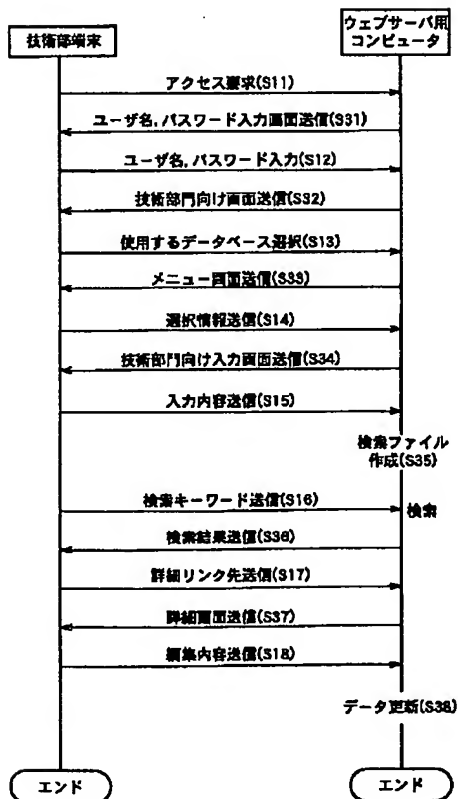 技術部端末
ウェブサーバ用
コンピュータ
アクセス要求(S11)
ユーザ名,パスワード入力画面送信(S31)
ユーザ名,パスワード入力(S12)
技術部門向け画面送信(S32)
使用するデータベース選択(S13)
メニュー画面送信(S33)
選択情報送信(S14)
技術部門向け入力画面送信(S34)
入力内容送信(S15)
検索ファイル
作成(S35)
検索キーワード送信(S16)
検索
検索結果送信(S36)
詳細リンク先送信(S17)
詳細画面送信(S37)
編集内容送信(S18)
データ更新(S38)
エンド
エンド